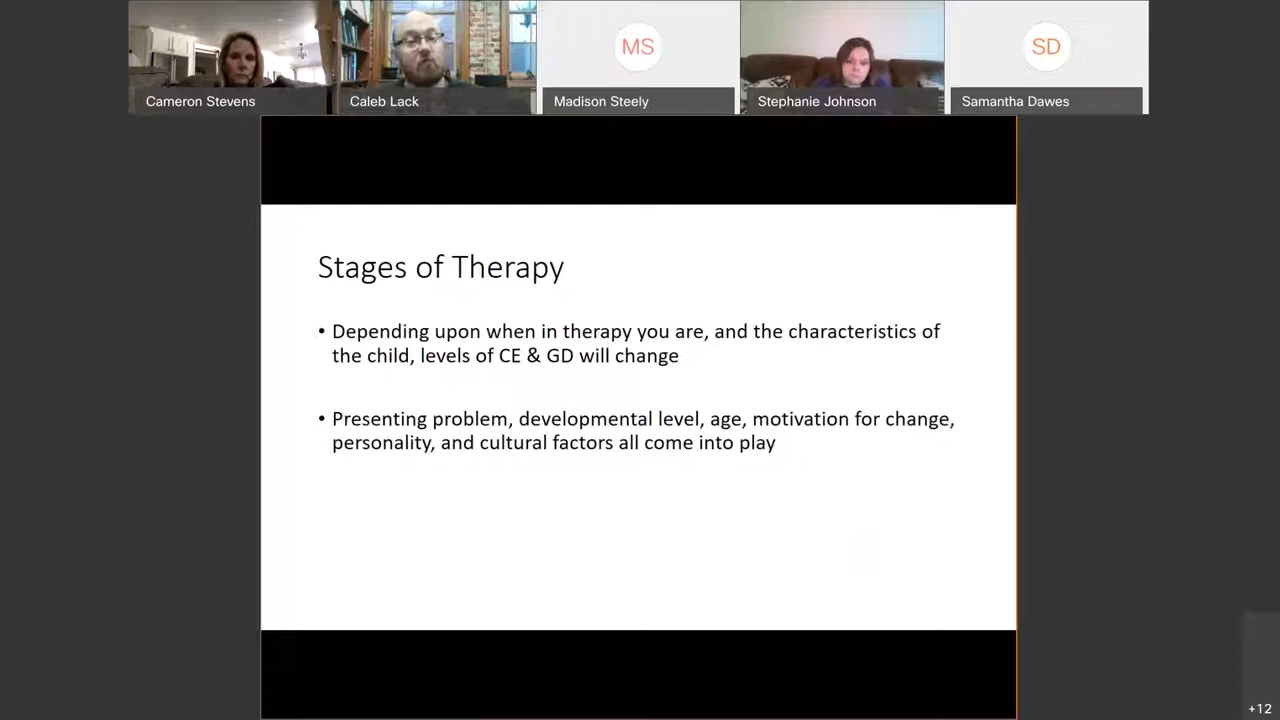 MS
SD
Cameron Stevens
Caleb Lack
Madison Steely
Stephanie Johnson
Samantha Dawes
Stages of Therapy
• Depending upon when in therapy you are, and the characteristics of
the child, levels of CE & GD will change
• Presenting problem, developmental level, age, motivation for change,
personality, and cultural factors all come into play
+12